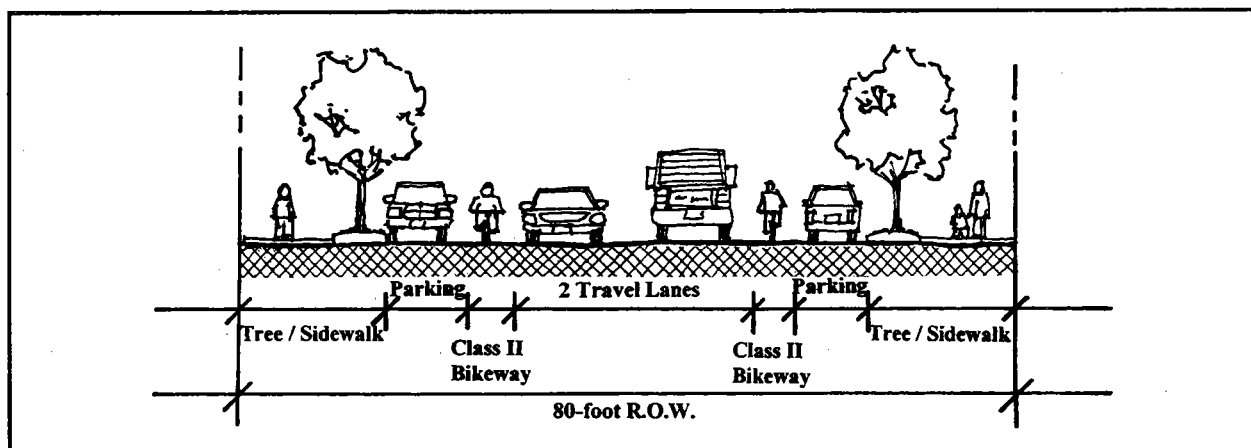 Parking
2 Travel Lanes
Parking
Tree / Sidewalk
Class II
Bikeway
Class II
Bikeway
Tree / Sidewalk
80-foot R.O.W.